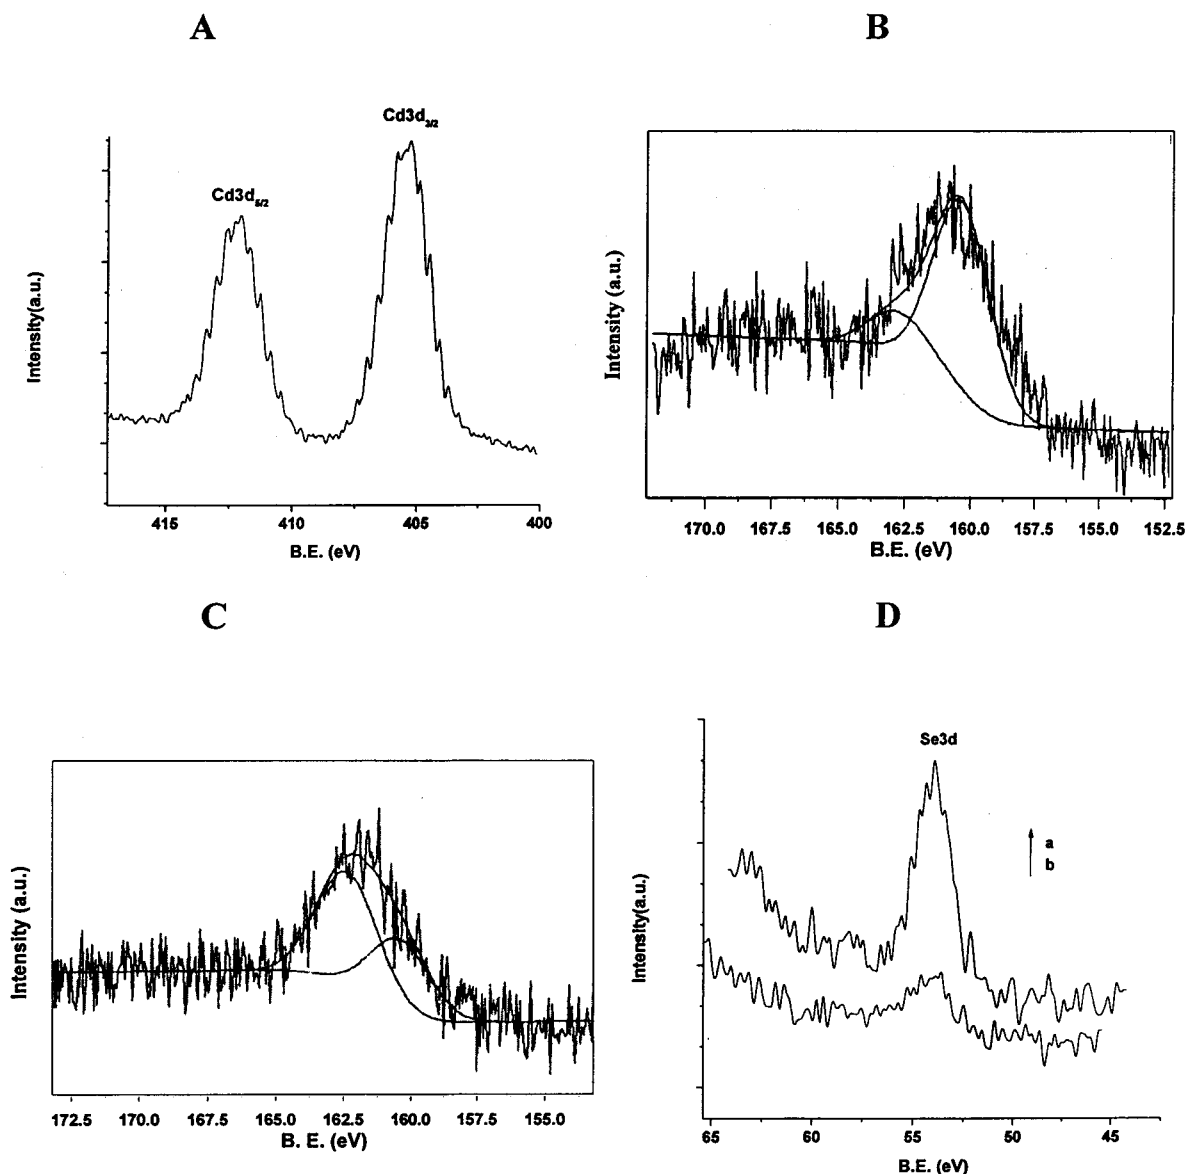 A
Cd3d3/2
Cd3d5/2
Intensity(a.u.)
415 410 405 400
B.E. (eV)
B
Intensity (a.u.)
170.0 167.5 165.0 162.5 160.0 157.5 155.0 152.5
B.E. (eV)
C
Intensity (a.u.)
172.5 170.0 167.5 165.0 162.5 160.0 157.5 155.0
B. E. (eV)
D
Se3d
a
b
Intensity(a.u.)
65 60 55 50 45
B.E. (eV)